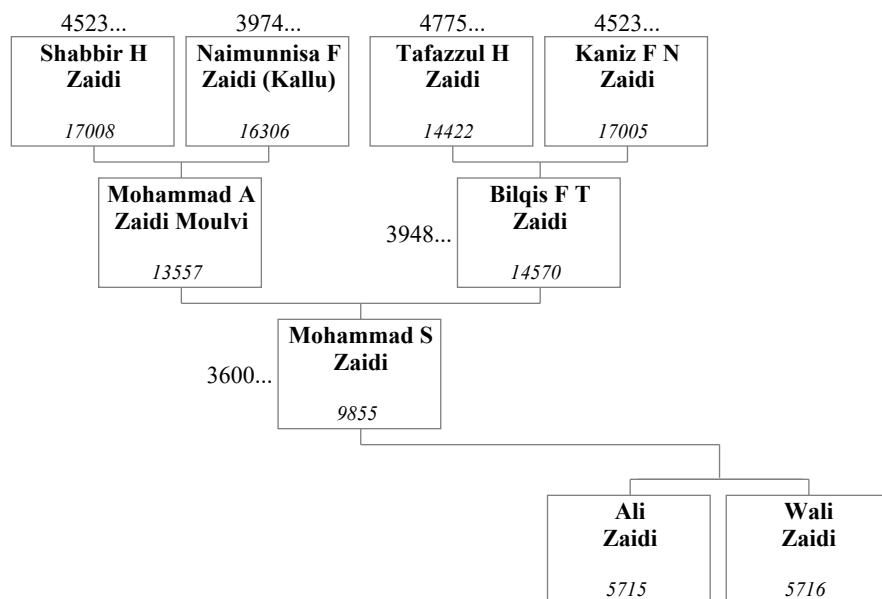 4523...
3974...
4775...
4523...
Shabbir H
Zaidi
17008
Naimunnisa F
Zaidi (Kallu)
16306
Tafazzul H
Zaidi
14422
Kaniz F N
Zaidi
17005
Mohammad A
Zaidi Moulvi
13557
3948...
Bilqis F T
Zaidi
14570
3600...
Mohammad S
Zaidi
9855
Ali
Zaidi
5715
Wali
Zaidi
5716